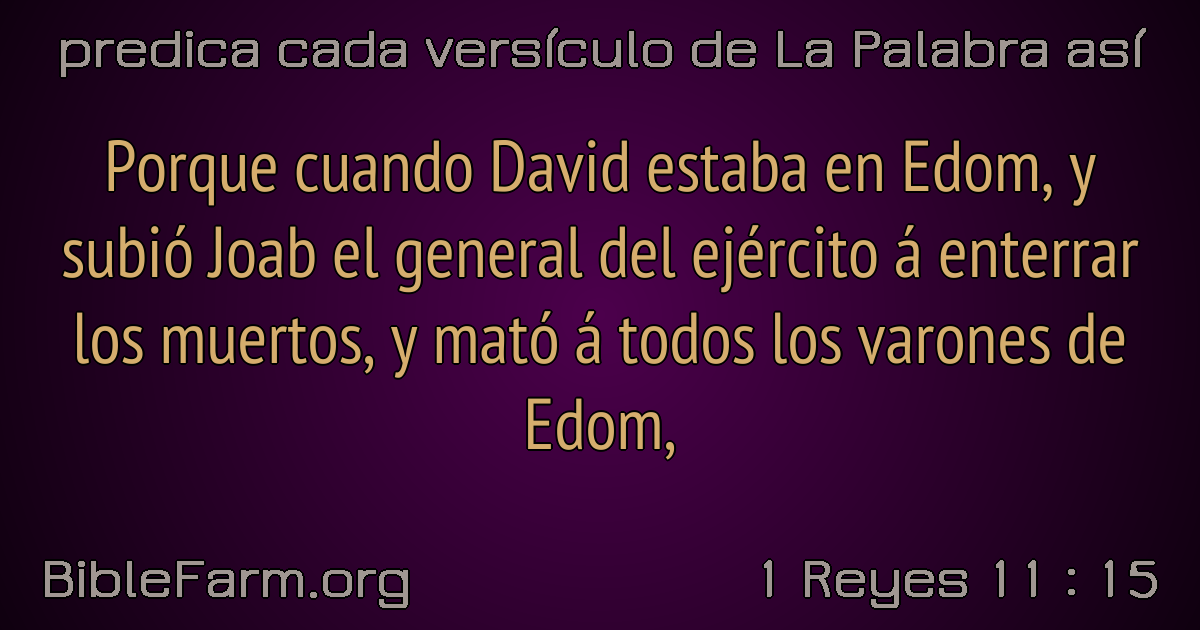 predica cada versículo de La Palabra así
Porque cuando David estaba en Edom, y
subió Joab el general del ejército á enterrar
los muertos, y mató á todos los varones de
Edom,
BibleFarm.org
1 Reyes 11 : 15